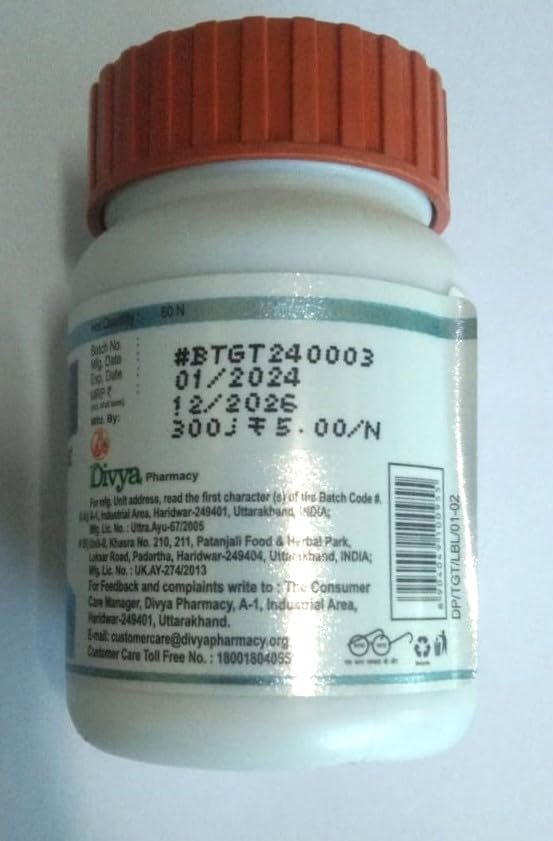 60 N
Batch No.
Mfg. Date
Exp. Date
MRP ₹
#BTGT240003
01/2024
12/2026
300J ₹ 5.00/N
Mfd. By:
Divya Pharmacy
For mfg. Unit address, read the first character (s) of the Batch Code #.
A-1, Industrial Area, Haridwar-249401, Uttarakhand, INDIA;
Mfg. Lic. No. : Uttra.Ayu-67/2005
Unit-II, Khasra No. 210, 211, Patanjali Food & Herbal Park,
Laksar Road, Padartha, Haridwar-249404, Uttarakhand, INDIA;
Mfg. Lic. No. : UK.AY-274/2013
For Feedback and complaints write to : The Consumer
Care Manager, Divya Pharmacy, A-1, Industrial Area,
Haridwar-249401, Uttarakhand.
E-mail: customercare@divyapharmacy.org
Customer Care Toll Free No. : 18001804055
DP/TGT/LBL/01-02